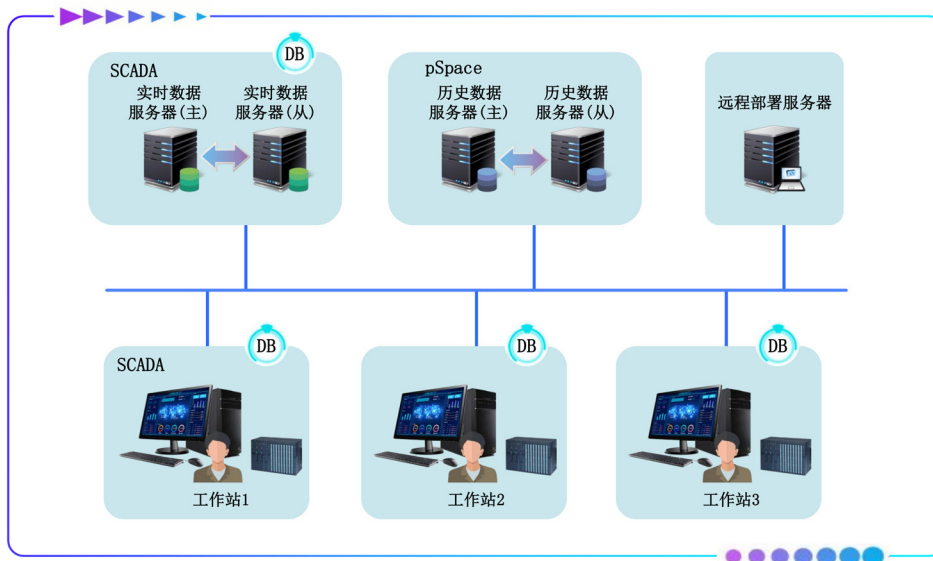 DB
SCADA
实时数据
服务器(主)
实时数据
服务器(从)
pSpace
历史数据
服务器(主)
历史数据
服务器(从)
远程部署服务器
DB
SCADA
工作站1
DB
工作站2
DB
工作站3